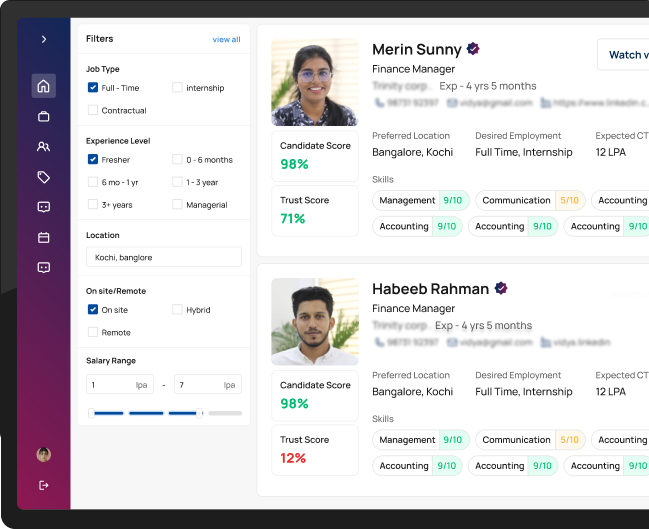 Filters
view all
Job Type
Full - Time
internship
Contractual
Experience Level
Fresher
0 - 6 months
6 mo - 1 yr
1 - 3 year
3+ years
Managerial
Location
Kochi, banglore
On site/Remote
On site
Hybrid
Remote
Salary Range
1 lpa - 7 lpa
Merin Sunny
Watch v
Finance Manager
Trinity corp. Exp - 4 yrs 5 months
98731 92397 vidya@gmail.com https://www.linkedin.c
Candidate Score
98%
Trust Score
71%
Preferred Location Desired Employment Expected CT
Bangalore, Kochi Full Time, Internship 12 LPA
Skills
Management 9/10 Communication 5/10 Accounting
Accounting 9/10 Accounting 9/10 Accounting 9/10
Habeeb Rahman
Finance Manager
Trinity corp. Exp - 4 yrs 5 months
98731 92397 vidya@gmail.com vidya.linkedin
Candidate Score
98%
Trust Score
12%
Preferred Location Desired Employment Expected CT
Bangalore, Kochi Full Time, Internship 12 LPA
Skills
Management 9/10 Communication 5/10 Accounting
Accounting 9/10 Accounting 9/10 Accounting 9/10